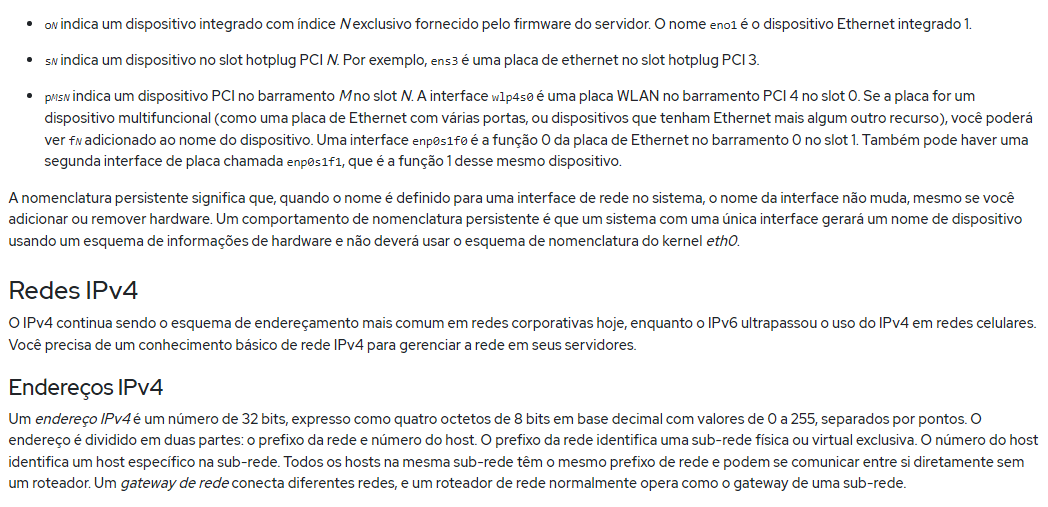 • oN indica um dispositivo integrado com índice N exclusivo fornecido pelo firmware do servidor. O nome eno1 é o dispositivo Ethernet integrado 1.
• sN indica um dispositivo no slot hotplug PCI N. Por exemplo, ens3 é uma placa de ethernet no slot hotplug PCI 3.
• pMsN indica um dispositivo PCI no barramento M no slot N. A interface wlp4s0 é uma placa WLAN no barramento PCI 4 no slot 0. Se a placa for um
dispositivo multifuncional (como uma placa de Ethernet com várias portas, ou dispositivos que tenham Ethernet mais algum outro recurso), você poderá
ver fN adicionado ao nome do dispositivo. Uma interface enp0s1f0 é a função 0 da placa de Ethernet no barramento 0 no slot 1. Também pode haver uma
segunda interface de placa chamada enp0s1f1, que é a função 1 desse mesmo dispositivo.
A nomenclatura persistente significa que, quando o nome é definido para uma interface de rede no sistema, o nome da interface não muda, mesmo se você
adicionar ou remover hardware. Um comportamento de nomenclatura persistente é que um sistema com uma única interface gerará um nome de dispositivo
usando um esquema de informações de hardware e não deverá usar o esquema de nomenclatura do kernel eth0.
Redes IPv4
O IPv4 continua sendo o esquema de endereçamento mais comum em redes corporativas hoje, enquanto o IPv6 ultrapassou o uso do IPv4 em redes celulares.
Você precisa de um conhecimento básico de rede IPv4 para gerenciar a rede em seus servidores.
Endereços IPv4
Um endereço IPv4 é um número de 32 bits, expresso como quatro octetos de 8 bits em base decimal com valores de 0 a 255, separados por pontos. O
endereço é dividido em duas partes: o prefixo da rede e número do host. O prefixo da rede identifica uma sub-rede física ou virtual exclusiva. O número do host
identifica um host específico na sub-rede. Todos os hosts na mesma sub-rede têm o mesmo prefixo de rede e podem se comunicar entre si diretamente sem
um roteador. Um gateway de rede conecta diferentes redes, e um roteador de rede normalmente opera como o gateway de uma sub-rede.